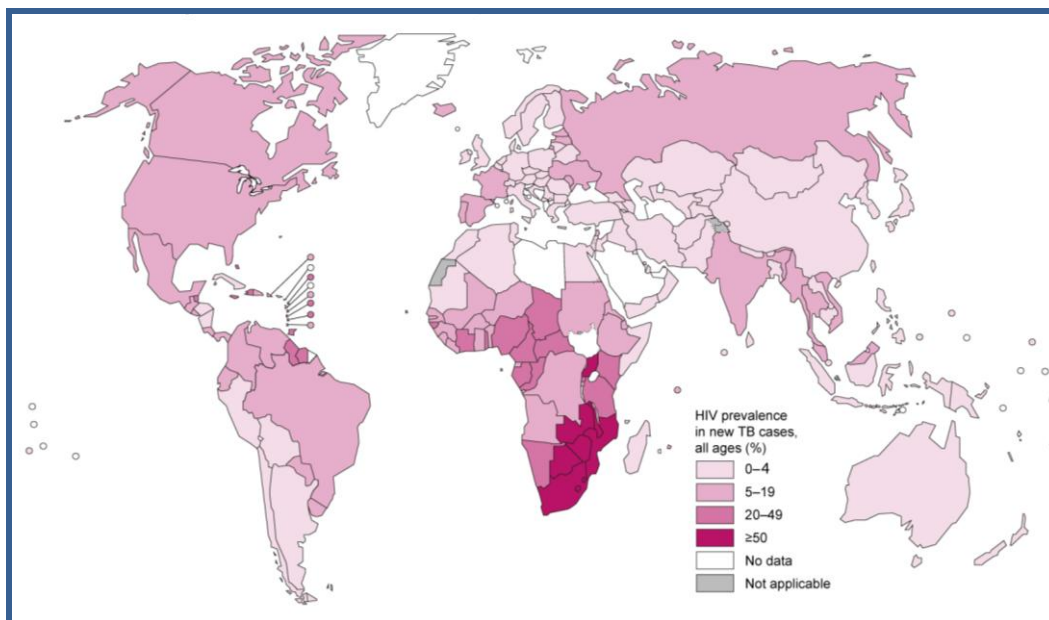 HIV prevalence
in new TB cases,
all ages (%)
0–4
5–19
20–49
≥50
No data
Not applicable